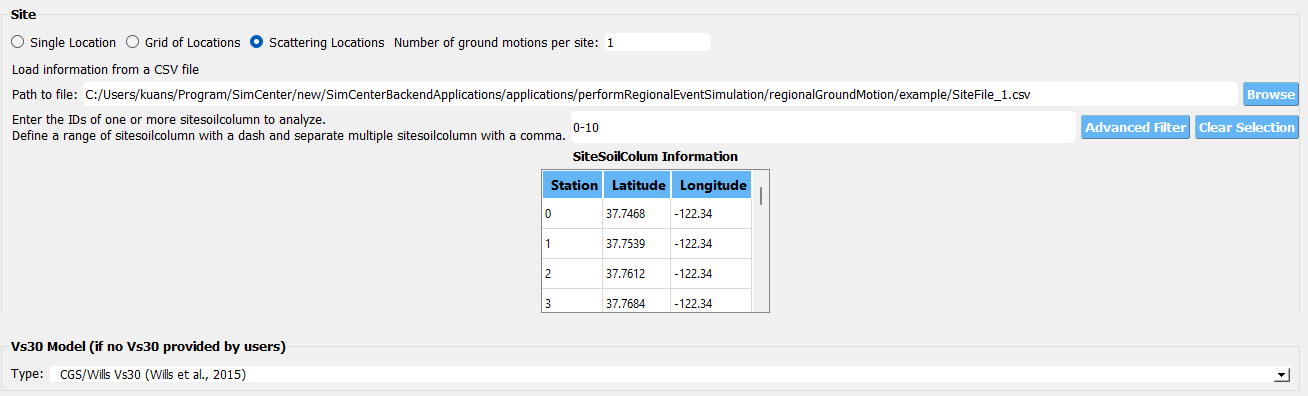 Site
Single Location Grid of Locations Scattering Locations Number of ground motions per site: 1
Load information from a CSV file
Path to file: C:/Users/kuans/Program/SimCenter/new/SimCenterBackendApplications/applications/performRegionalEventSimulation/regionalGroundMotion/example/SiteFile_1.csv Browse
Enter the IDs of one or more sitesoilcolumn to analyze.
Define a range of sitesoilcolumn with a dash and separate multiple sitesoilcolumn with a comma. 0-10 Advanced Filter Clear Selection
SiteSoilColum Information
Station Latitude Longitude
0 37.7468 -122.34
1 37.7539 -122.34
2 37.7612 -122.34
3 37.7684 -122.34
Vs30 Model (if no Vs30 provided by users)
Type: CGS/Wills Vs30 (Wills et al., 2015)